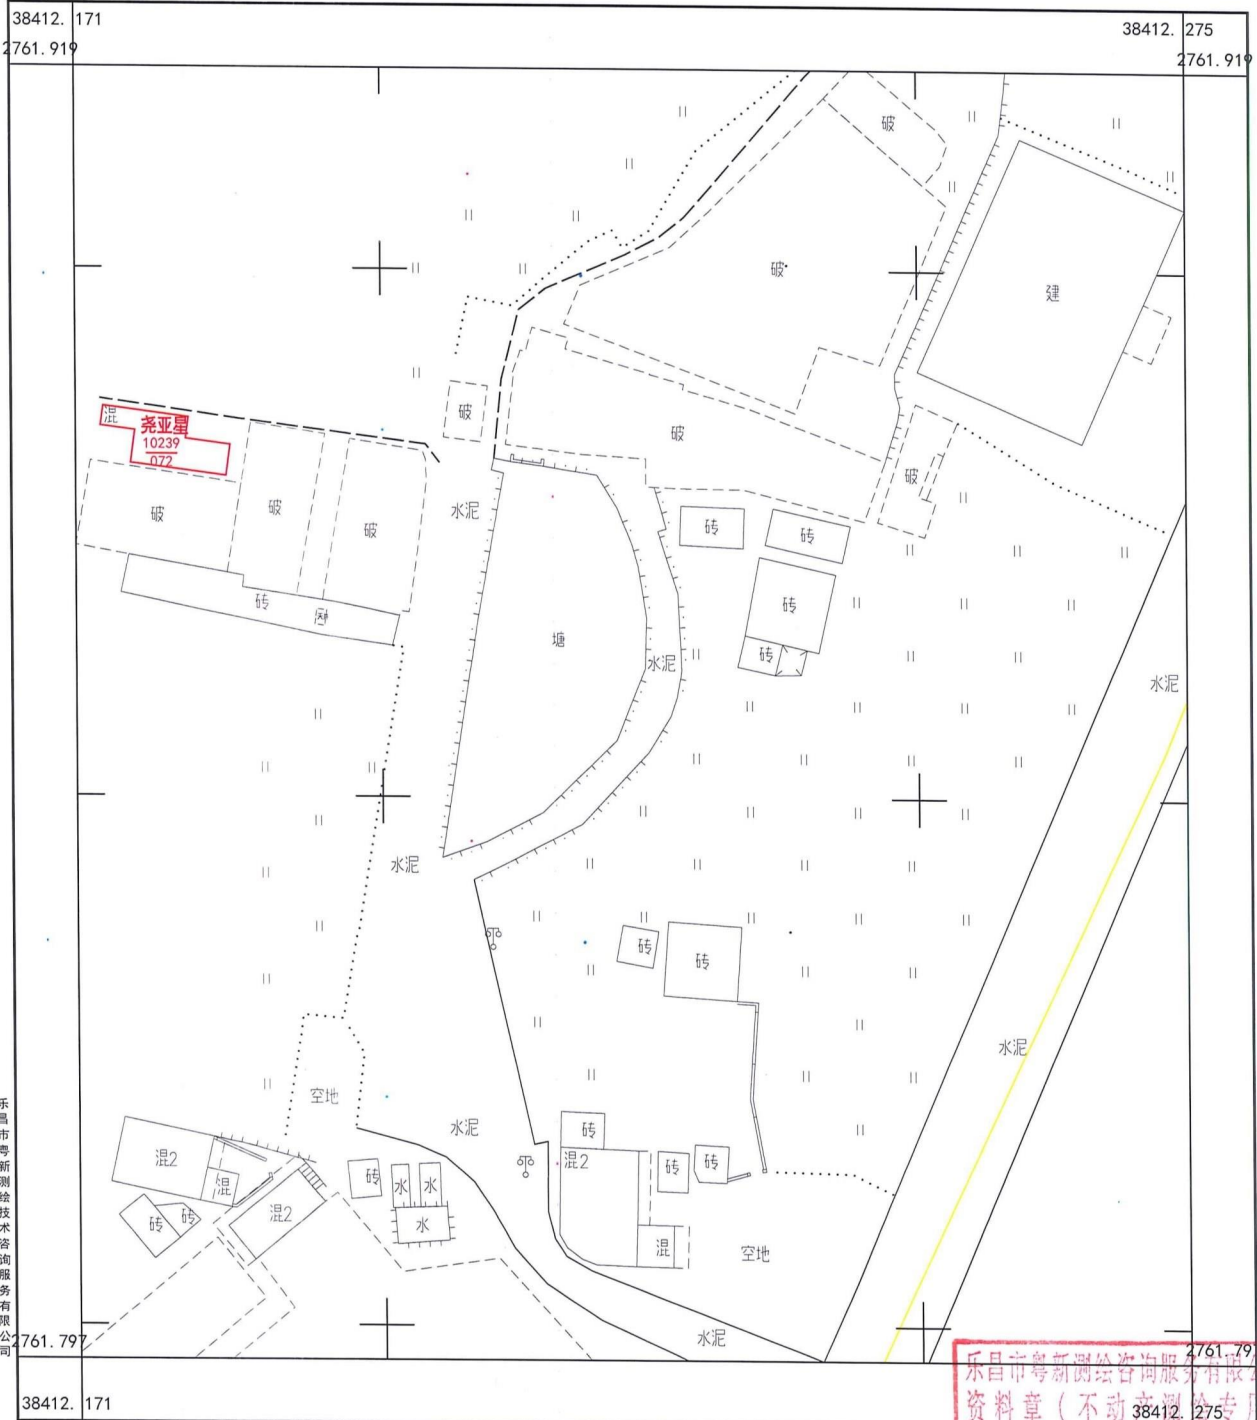 38412. 171
38412. 275
2761.919
2761.919
破
破
建
混
尧亚星
10239
072
破
破
破
破
破
破
水泥
砖
砖
砖
砖
砖
塘
水泥
水泥
水泥
砖
砖
水泥
空地
水泥
砖
混2
混2
混
砖
水
水
砖
砖
砖
砖
混2
水
混
空地
水泥
乐昌市粤新测绘技术咨询服务有限公司
2761.797
2761.79
乐昌市粤新测绘咨询服务有限
资料章(不动产测绘专
38412. 171
38412. 275